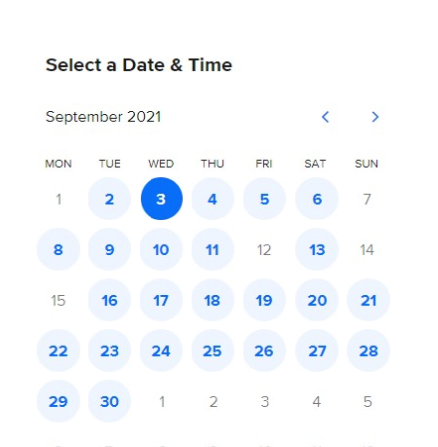 Select a Date & Time
September 2021
MON TUE WED THU FRI SAT SUN
1 2 3 4 5 6 7
8 9 10 11 12 13 14
15 16 17 18 19 20 21
22 23 24 25 26 27 28
29 30 1 2 3 4 5